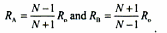 R_A = \frac{N-1}{N+1} R_o and R_B = \frac{N+1}{N-1} R_o .